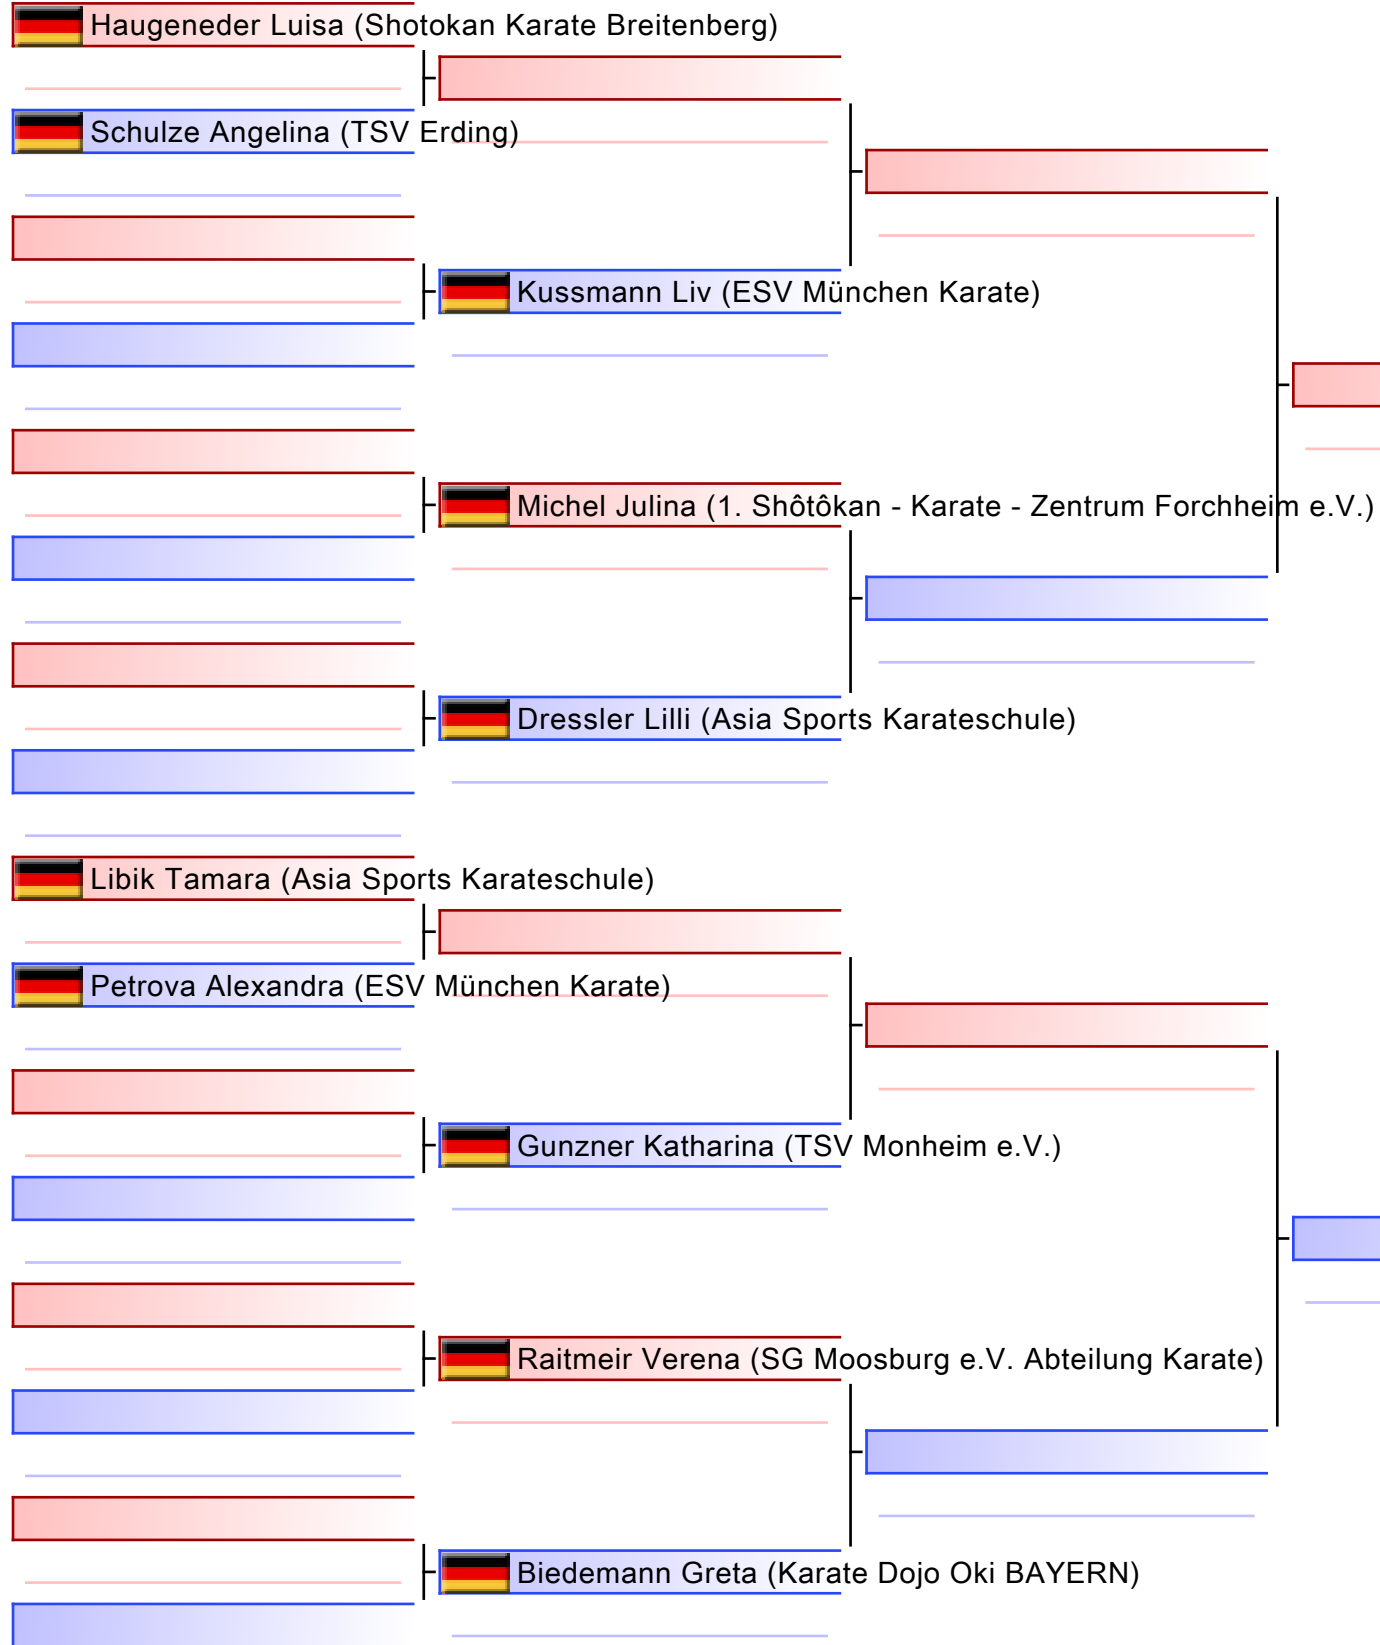 Haugeneder Luisa (Shotokan Karate Breitenberg)
Schulze Angelina (TSV Erding)
Kussmann Liv (ESV München Karate)
Michel Julina (1. Shôtôkan - Karate - Zentrum Forchheim e.V.)
Dressler Lilli (Asia Sports Karateschule)
Libik Tamara (Asia Sports Karateschule)
Petrova Alexandra (ESV München Karate)
Gunzner Katharina (TSV Monheim e.V.)
Raitmeir Verena (SG Moosburg e.V. Abteilung Karate)
Biedemann Greta (Karate Dojo Oki BAYERN)